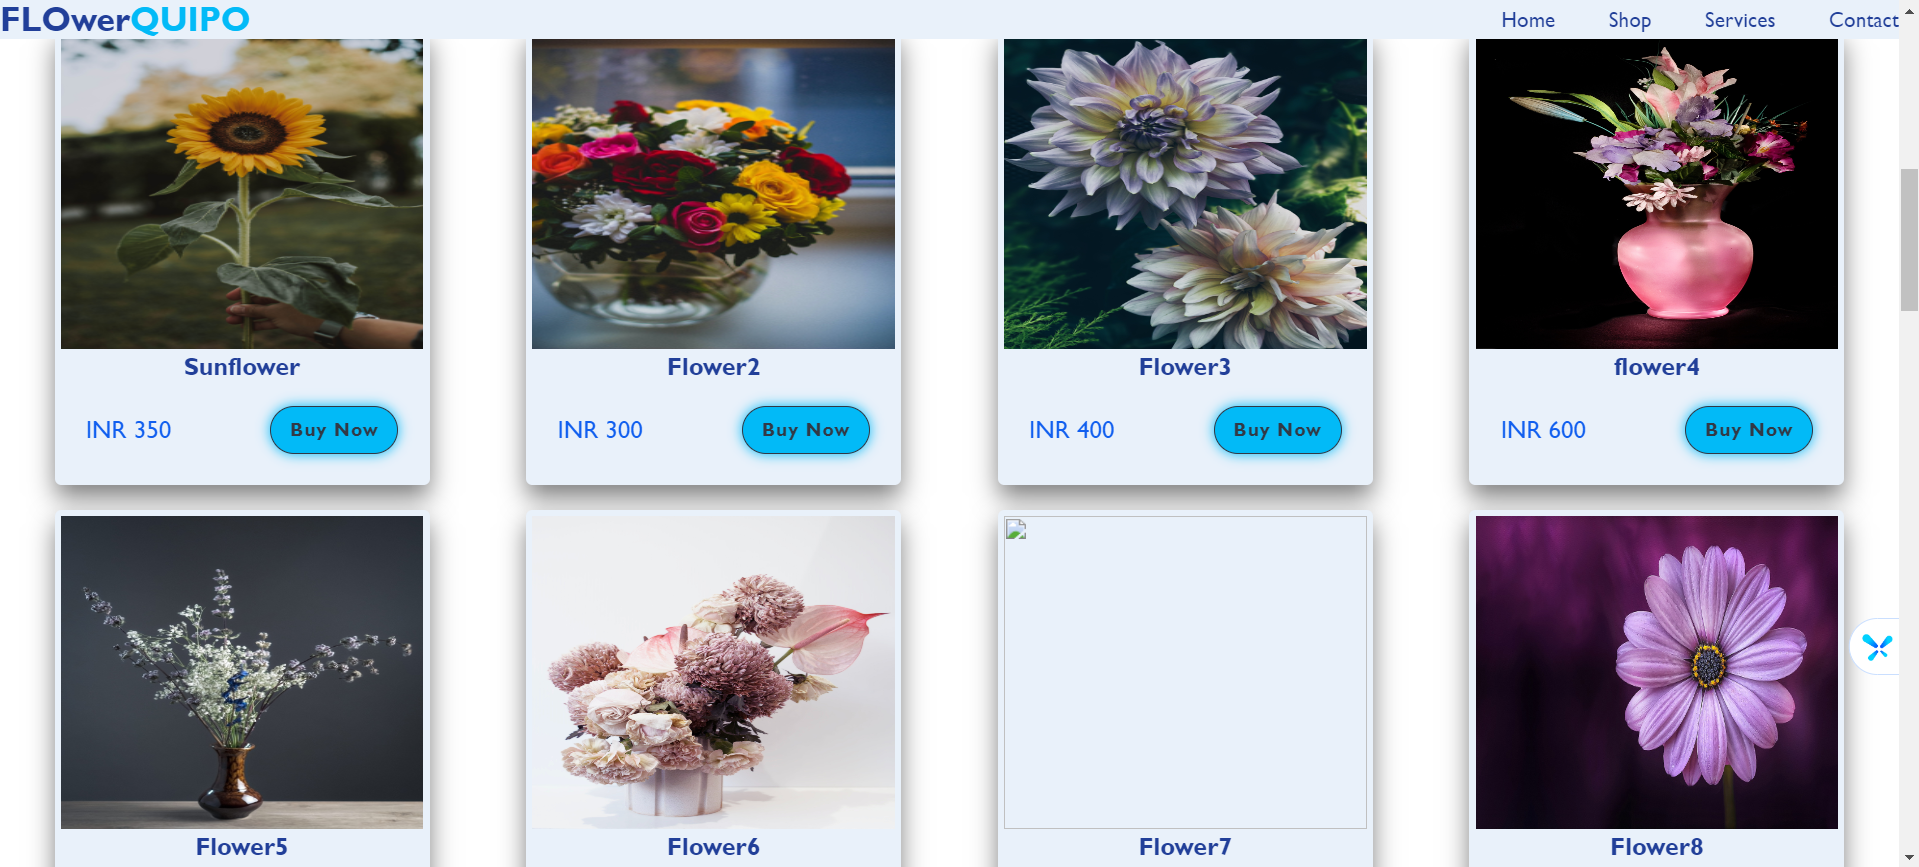 FLOwerQUIPO
Home Shop Services Contact
Sunflower Flower2 Flower3 flower4
INR 350 Buy Now INR 300 Buy Now INR 400 Buy Now INR 600 Buy Now
Flower5 Flower6 Flower7 Flower8